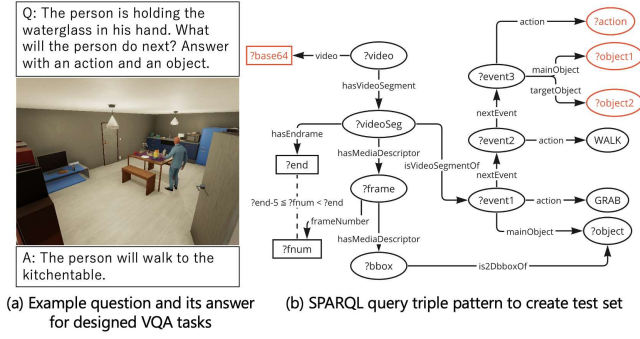 Q: The person is holding the
waterglass in his hand. What
will the person do next? Answer
with an action and an object.
A: The person will walk to the
kitchentable.
(a) Example question and its answer
for designed VQA tasks
?base64
video
?video
hasVideoSegment
?videoSeg
hasEndrame
?end
hasMediaDescriptor
isVideoSegmentOf
?frame
?end-5 ≦ ?fnum < ?end
frameNumber
?fnum
hasMediaDescriptor
?bbox
is2DbboxOf
action
?action
?event3
mainObject
?object1
targetObject
?object2
nextEvent
?event2
action
WALK
nextEvent
?event1
action
GRAB
mainObject
?object
(b) SPARQL query triple pattern to create test set